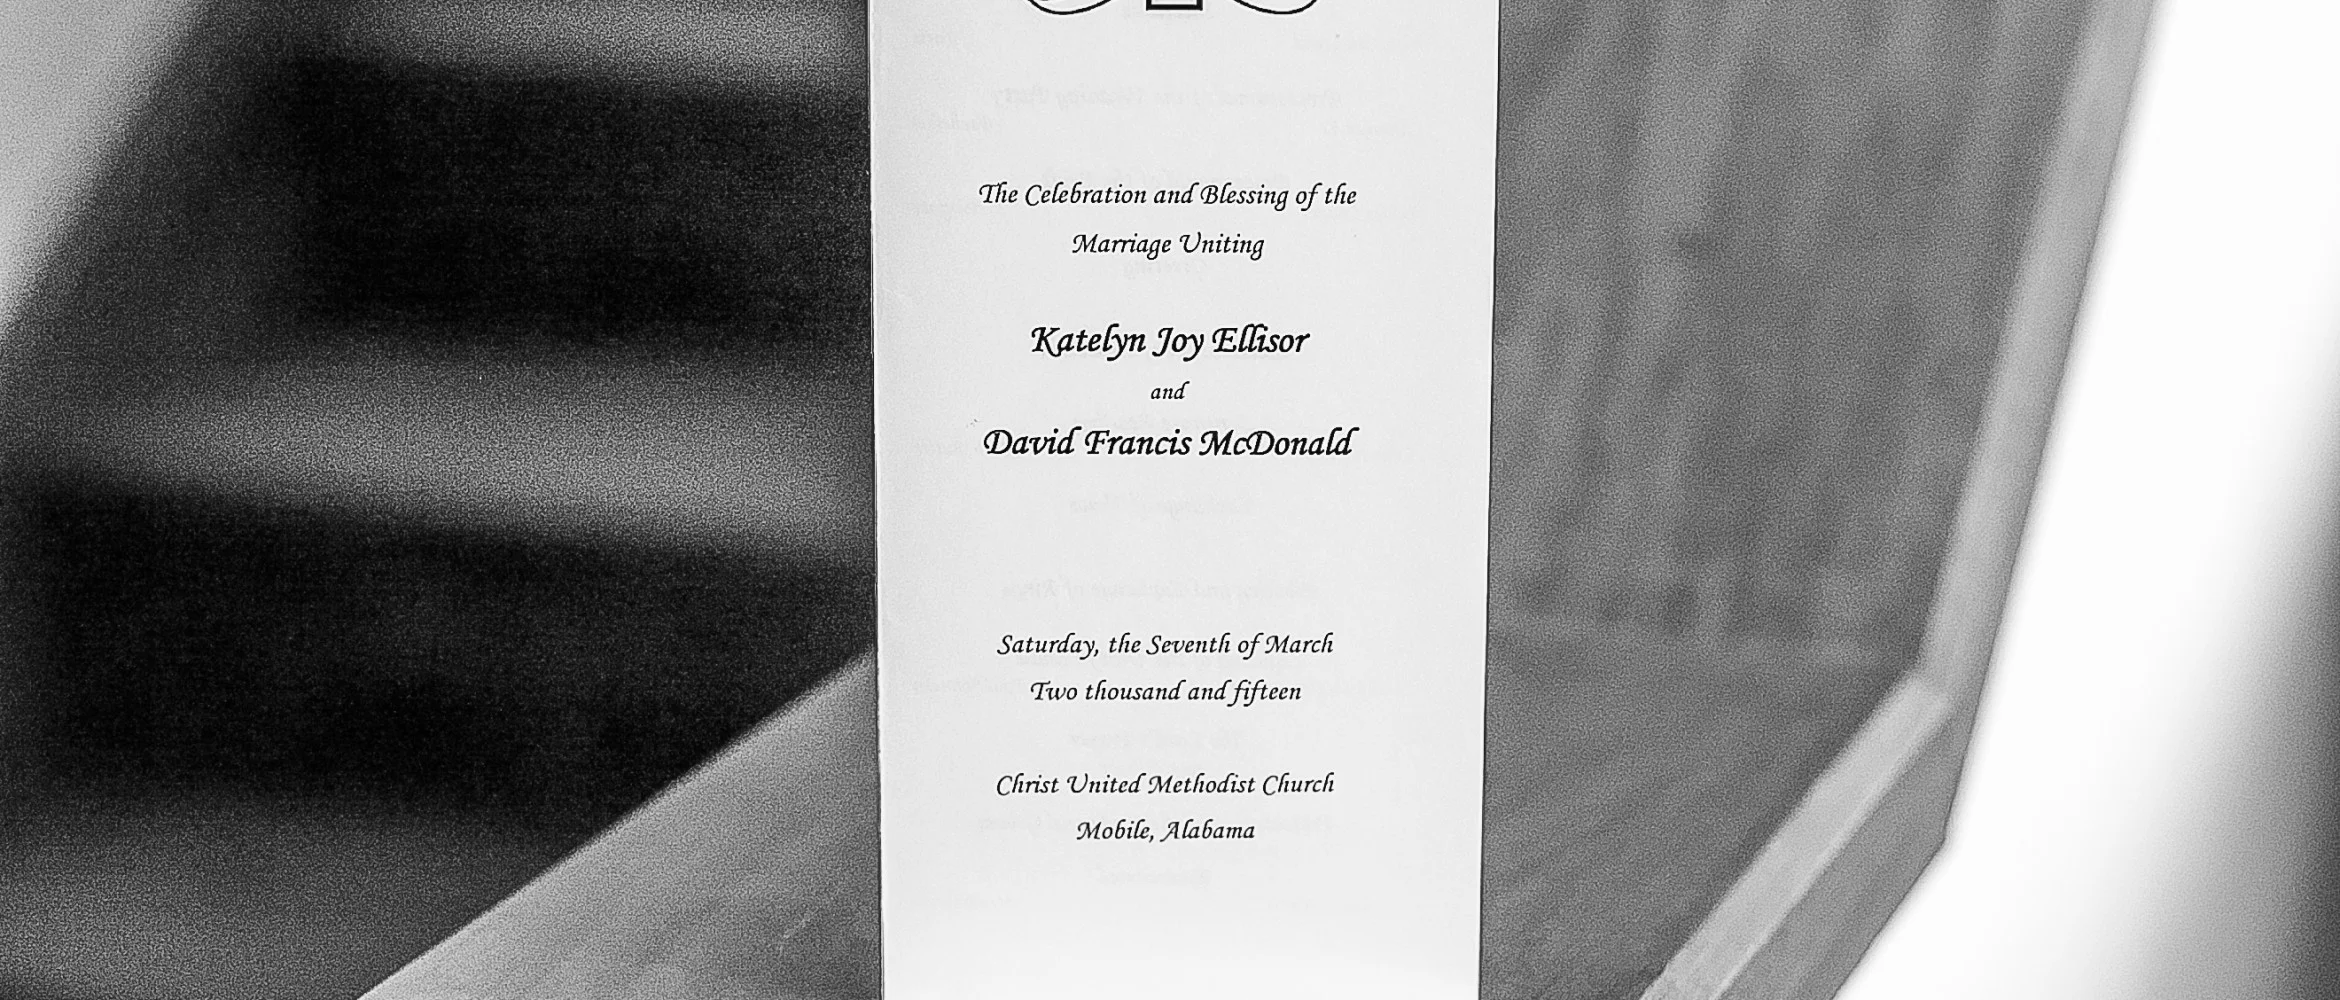 The Celebration and Blessing of the
Marriage Uniting
Katelyn Joy Ellisor
and
David Francis McDonald
Saturday, the Seventh of March
Two thousand and fifteen
Christ United Methodist Church
Mobile, Alabama